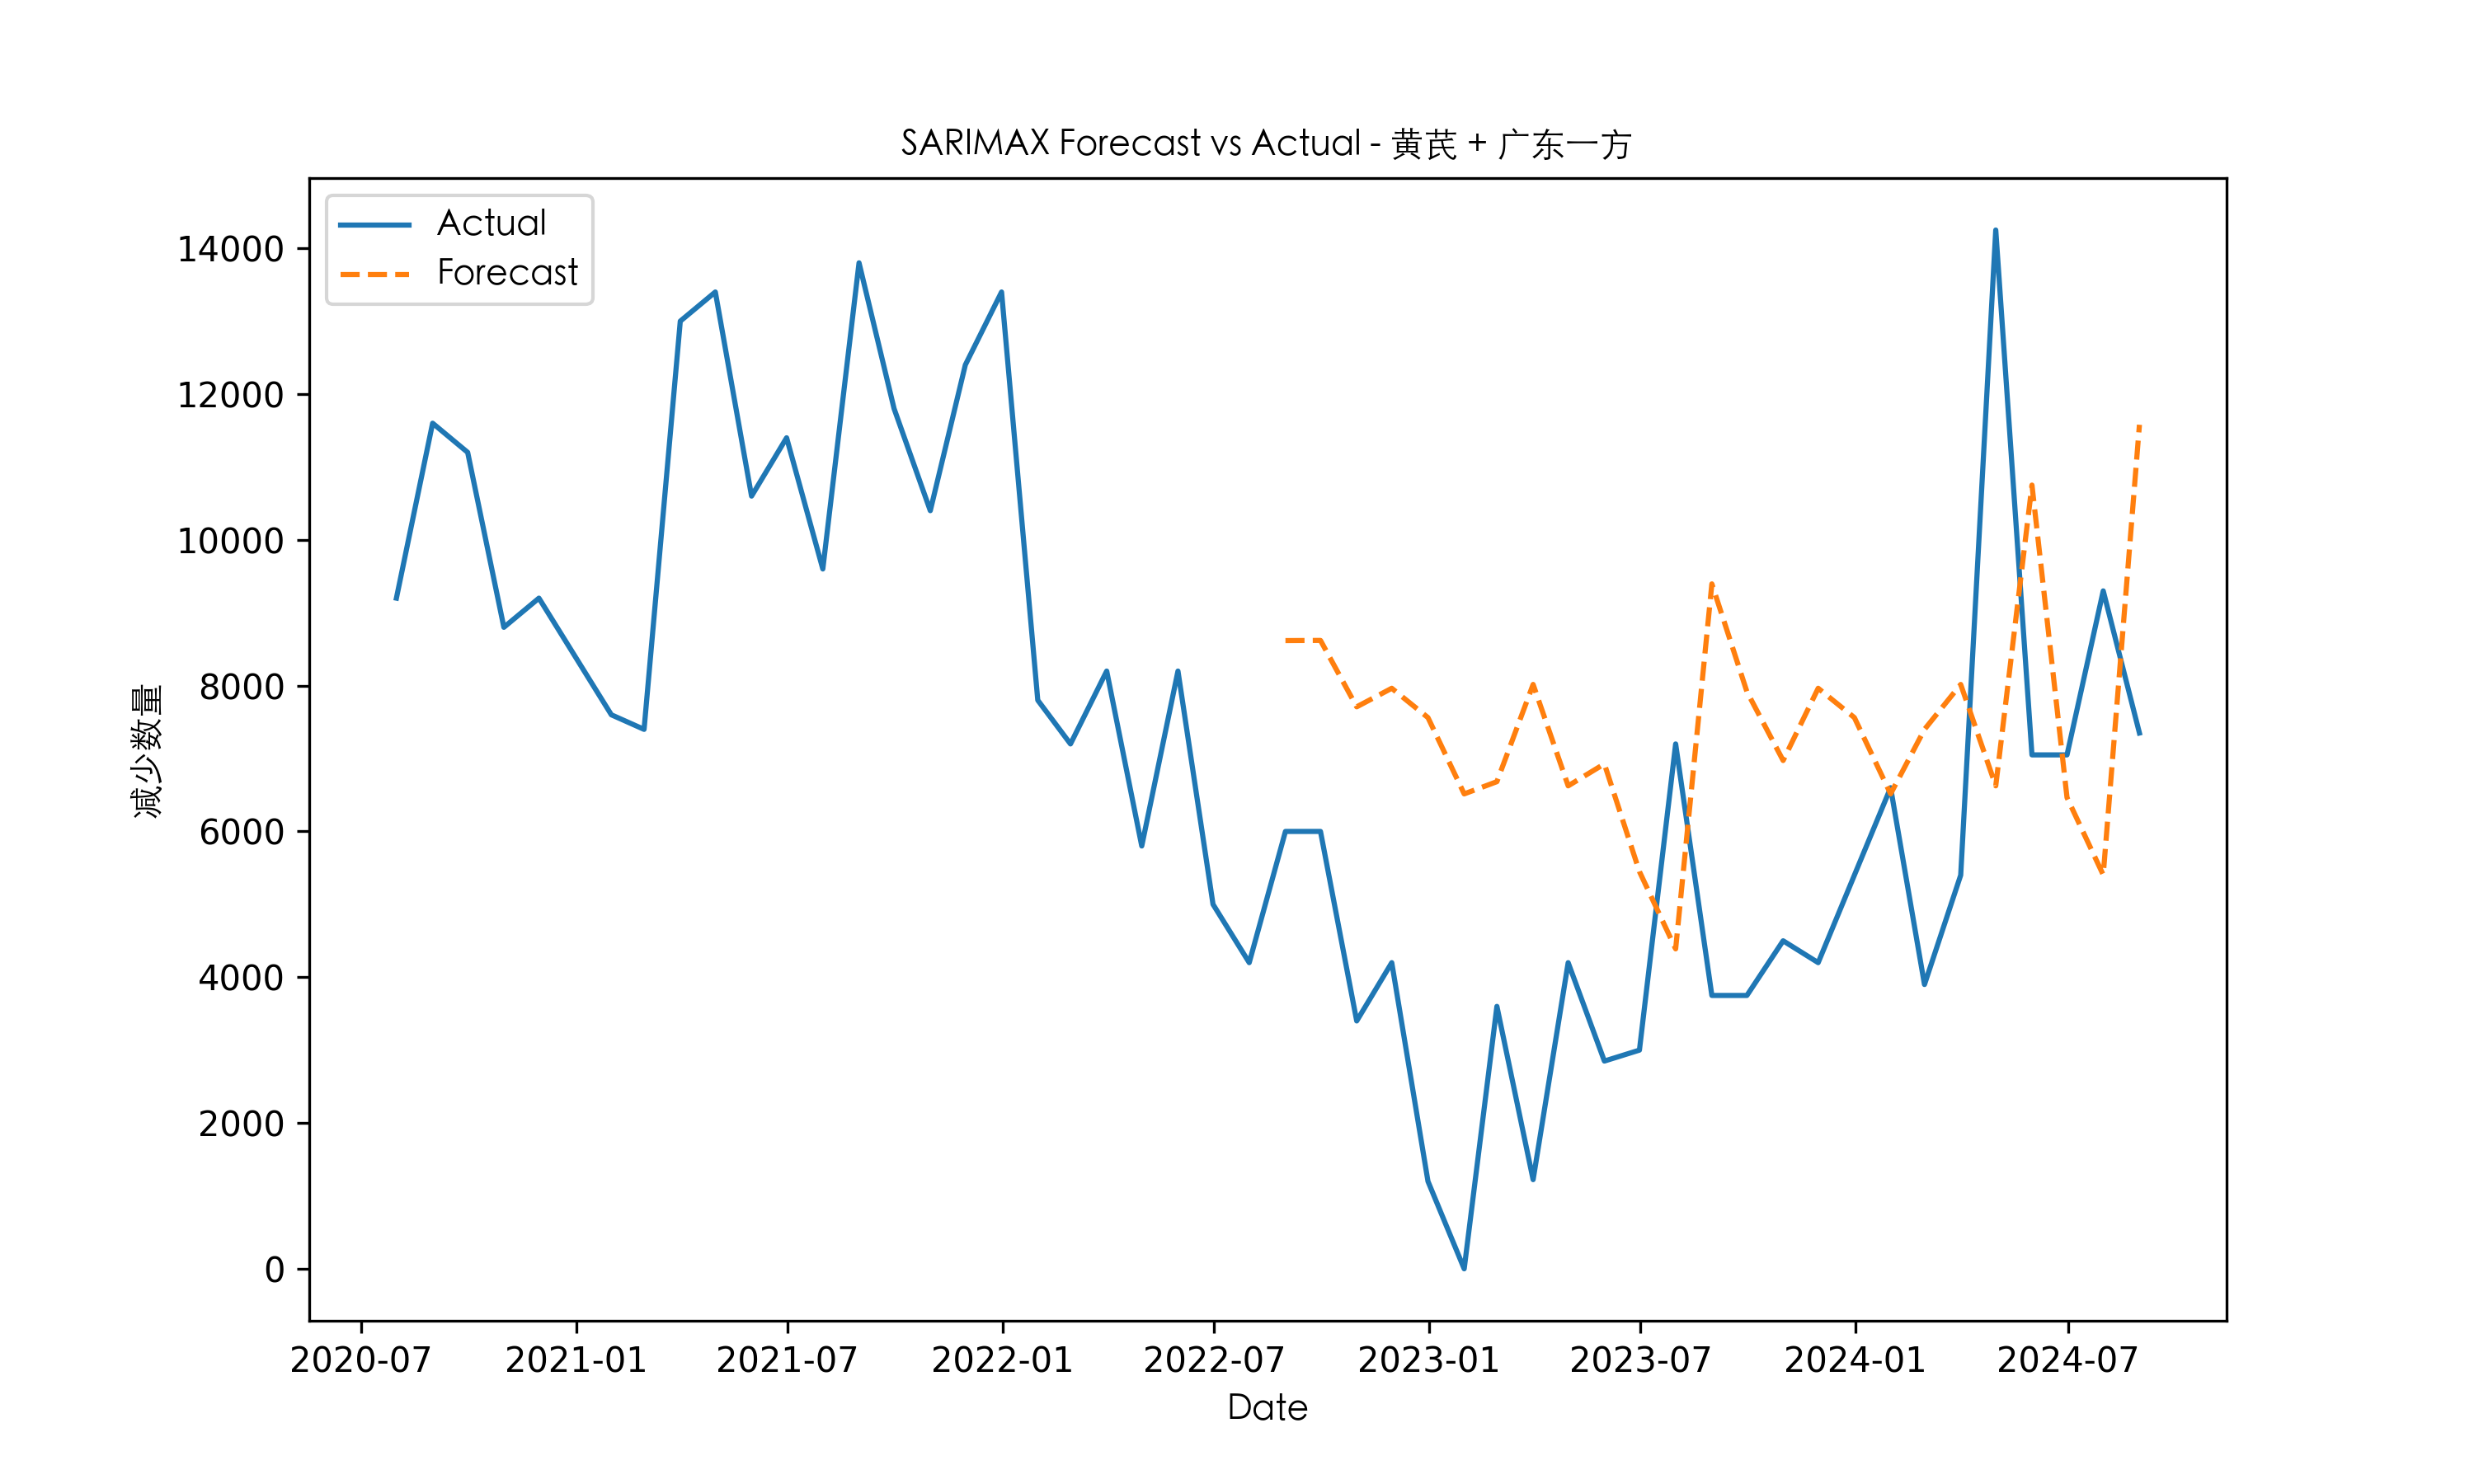 SARIMAX Forecast vs Actual - 黄芪 + 广东一方
Actual
Forecast
14000
12000
10000
8000
6000
4000
2000
0
减少数量
2020-07 2021-01 2021-07 2022-01 2022-07 2023-01 2023-07 2024-01 2024-07
Date